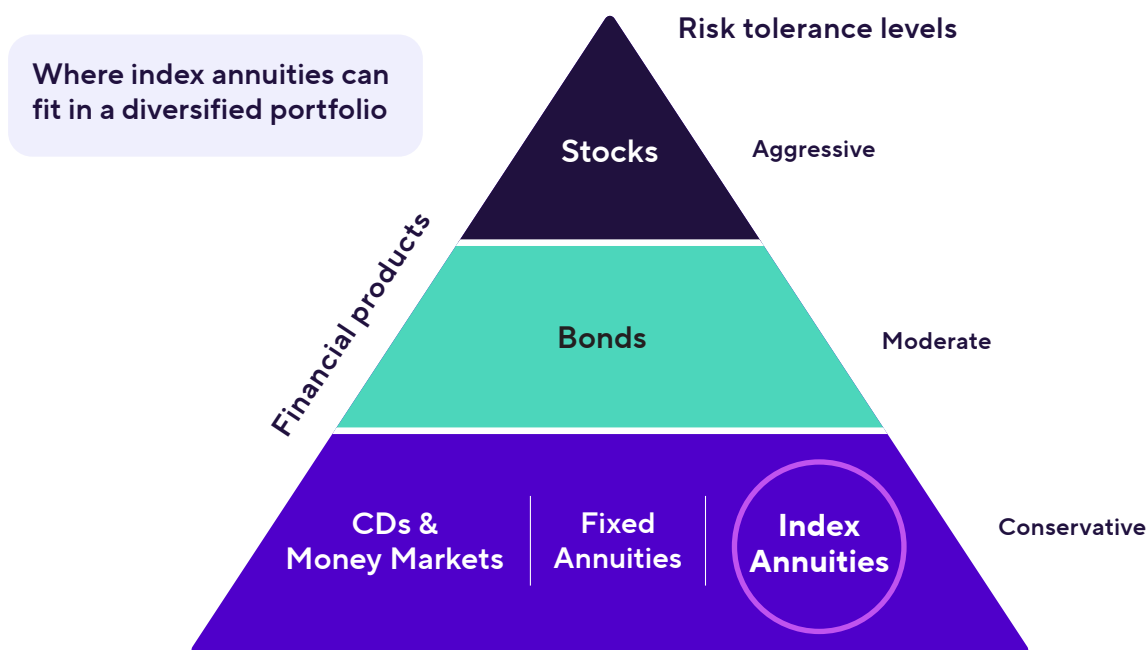 Where index annuities can
fit in a diversified portfolio
Risk tolerance levels
Financial products
Stocks
Aggressive
Bonds
Moderate
CDs &
Money Markets
Fixed
Annuities
Index
Annuities
Conservative